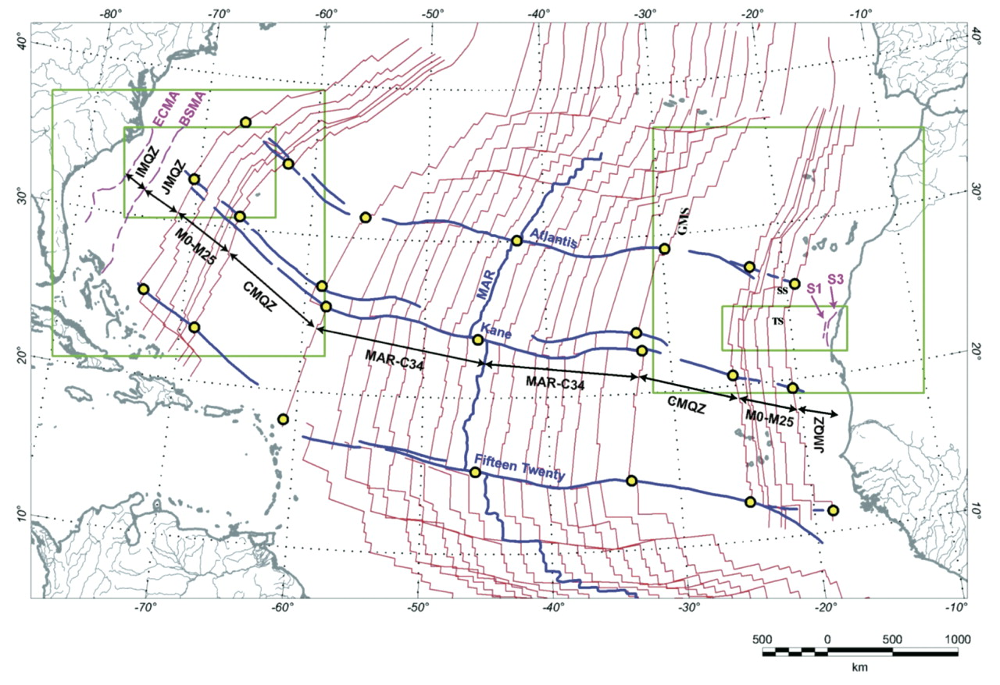 -80° -70° -60° -50° -40° -30° -20° -10°
40° 40°
ECMA
BSMA
IMQZ
JMQZ
30° 30°
GMS
Atlantis
M0-M25
MAR
S3
S1
SS
CMQZ
TS
Kane
20° 20°
MAR-C34
MAR-C34
CMQZ
M0-M25
JMQZ
Fifteen Twenty
10° 10°
-70° -60° -50° -40° -30° -20° -10°
500 0 500 1000
km